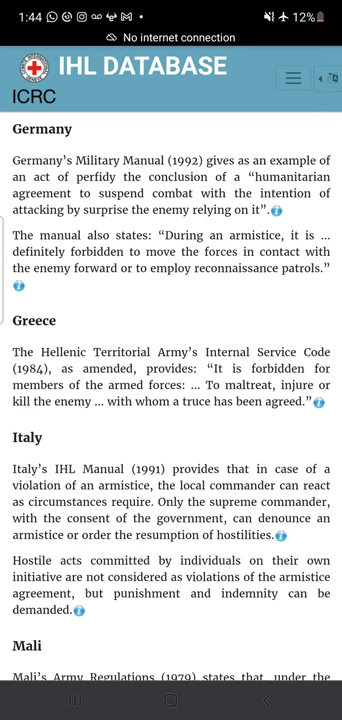 1:44
12%
No internet connection
IHL DATABASE
ICRC
Germany
Germany's Military Manual (1992) gives as an example of
an act of perfidy the conclusion of a “humanitarian
agreement to suspend combat with the intention of
attacking by surprise the enemy relying on it”.
The manual also states: “During an armistice, it is ...
definitely forbidden to move the forces in contact with
the enemy forward or to employ reconnaissance patrols.”
Greece
The Hellenic Territorial Army's Internal Service Code
(1984), as amended, provides: “It is forbidden for
members of the armed forces: ... To maltreat, injure or
kill the enemy ... with whom a truce has been agreed.”
Italy
Italy's IHL Manual (1991) provides that in case of a
violation of an armistice, the local commander can react
as circumstances require. Only the supreme commander,
with the consent of the government, can denounce an
armistice or order the resumption of hostilities.
Hostile acts committed by individuals on their own
initiative are not considered as violations of the armistice
agreement, but punishment and indemnity can be
demanded.
Mali
Mali's Army Regulations (1979) states that, under the